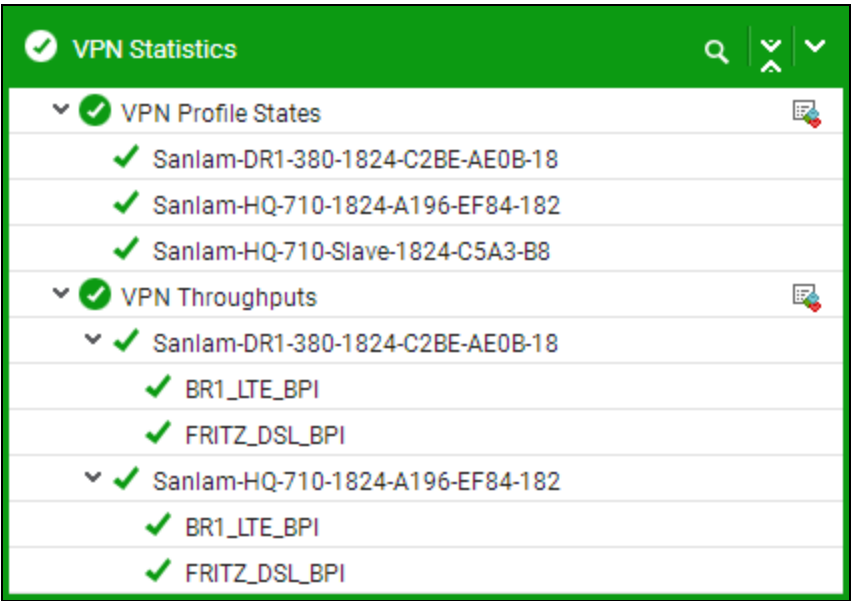 VPN Statistics
VPN Profile States
Sanlam-DR1-380-1824-C2BE-AE0B-18
Sanlam-HQ-710-1824-A196-EF84-182
Sanlam-HQ-710-Slave-1824-C5A3-B8
VPN Throughputs
Sanlam-DR1-380-1824-C2BE-AE0B-18
BR1_LTE_BPI
FRITZ_DSL_BPI
Sanlam-HQ-710-1824-A196-EF84-182
BR1_LTE_BPI
FRITZ_DSL_BPI